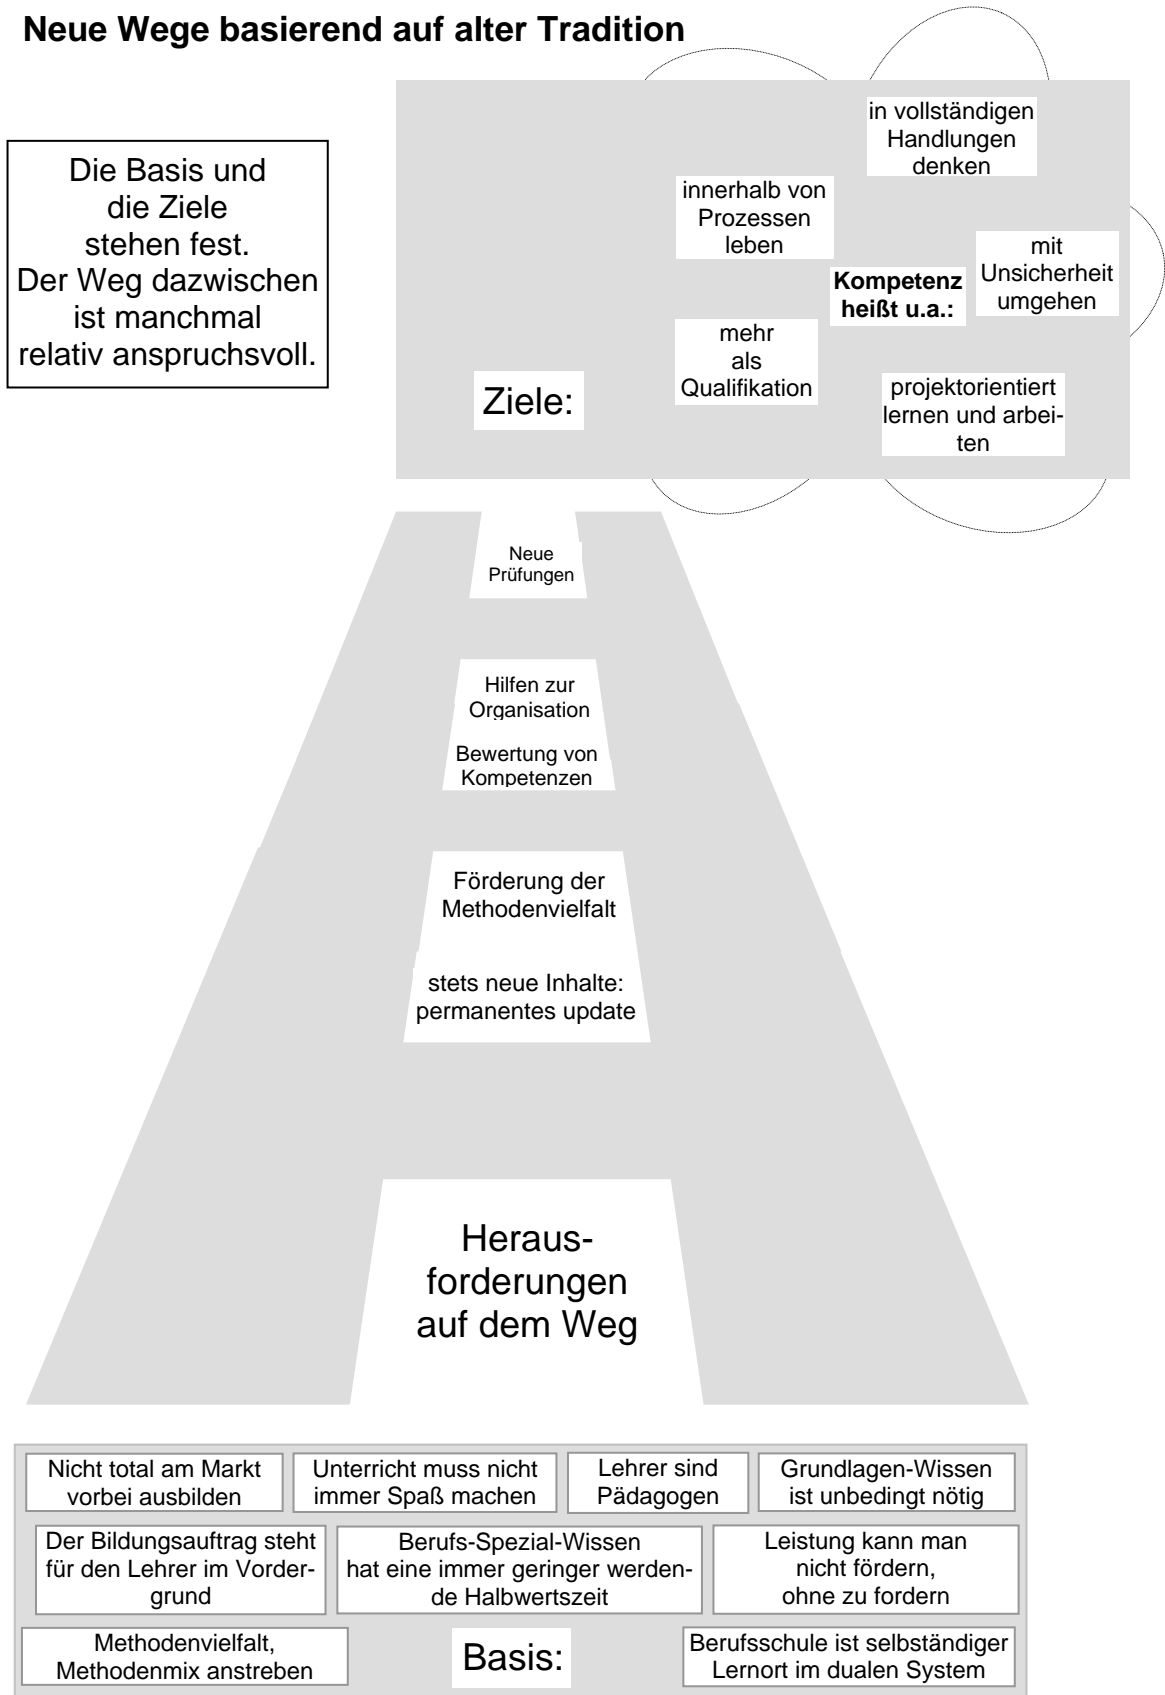 Neue Wege basierend auf alter Tradition
Die Basis und
die Ziele
stehen fest.
Der Weg dazwischen
ist manchmal
relativ anspruchsvoll.
in vollständigen
Handlungen
denken
innerhalb von
Prozessen
leben
mit
Unsicherheit
umgehen
Kompetenz
heißt u.a.:
mehr
als
Qualifikation
Ziele:
projektorientiert
lernen und arbei-
ten
Neue
Prüfungen
Hilfen zur
Organisation
Bewertung von
Kompetenzen
Förderung der
Methodenvielfalt
stets neue Inhalte:
permanentes update
Heraus-
forderungen
auf dem Weg
Nicht total am Markt
vorbei ausbilden
Unterricht muss nicht
immer Spaß machen
Lehrer sind
Pädagogen
Grundlagen-Wissen
ist unbedingt nötig
Der Bildungsauftrag steht
für den Lehrer im Vorder-
grund
Berufs-Spezial-Wissen
hat eine immer geringer werden-
de Halbwertszeit
Leistung kann man
nicht fördern,
ohne zu fordern
Methodenvielfalt,
Methodenmix anstreben
Basis:
Berufsschule ist selbständiger
Lernort im dualen System